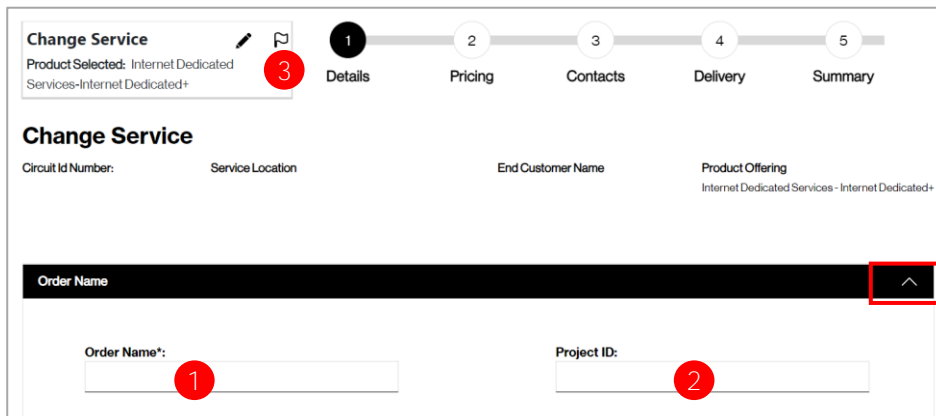 Change Service
Product Selected: Internet Dedicated
Services-Internet Dedicated+
3
1 2 3 4 5
Details Pricing Contacts Delivery Summary
Change Service
Circuit Id Number: Service Location End Customer Name Product Offering
Internet Dedicated Services - Internet Dedicated+
Order Name
Order Name*: Project ID:
1 2